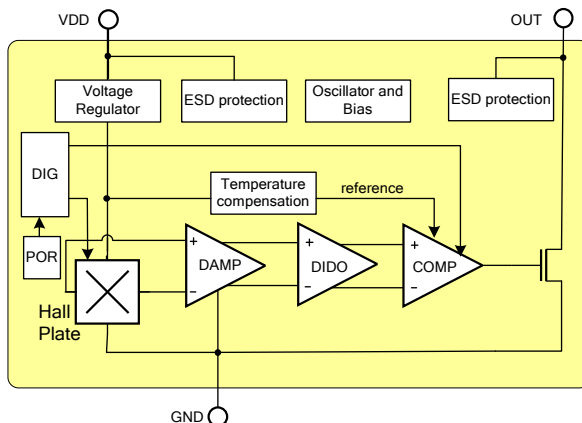 VDD
OUT
Voltage
Regulator
ESD protection
Oscillator and
Bias
ESD protection
DIG
Temperature
compensation
reference
POR
+
DAMP
−
+
DIDO
−
+
COMP
−
Hall
Plate
GND